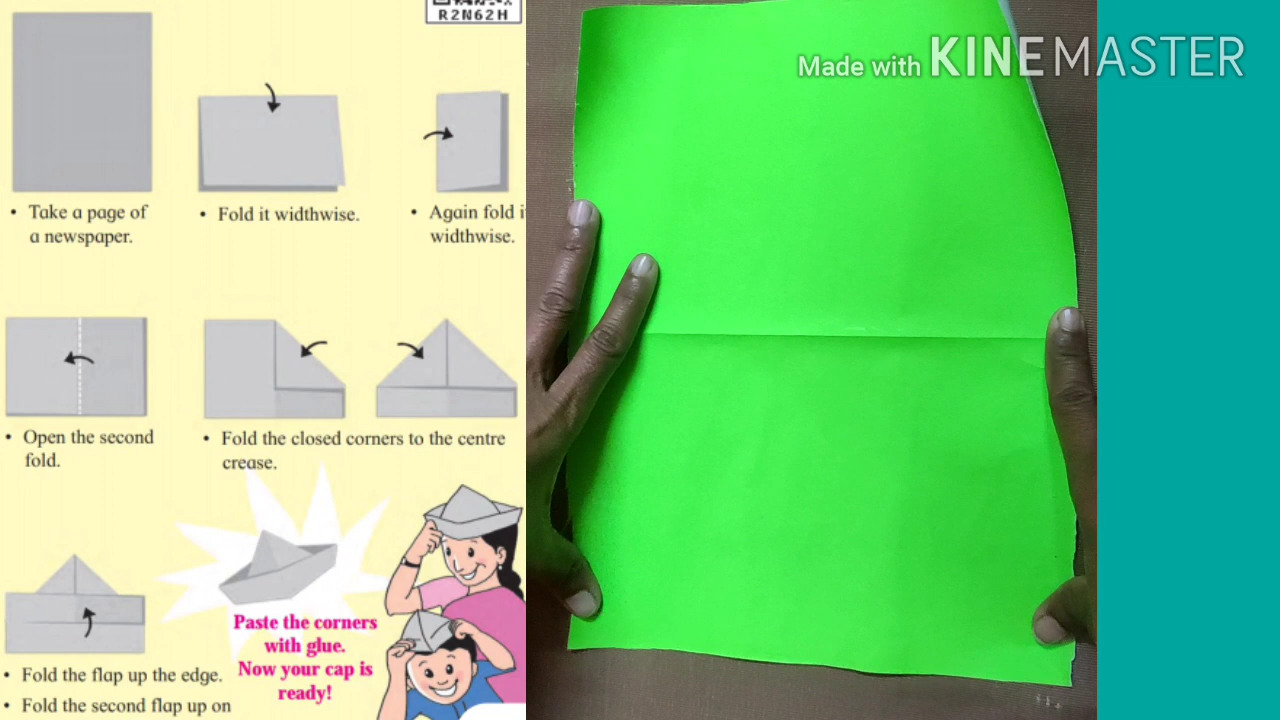 R2N62H
Made with KINEMASTER
• Take a page of
a newspaper.
• Fold it widthwise.
• Again fold i
widthwise.
• Open the second
fold.
• Fold the closed corners to the centre
crease.
Paste the corners
with glue.
Now your cap is
ready!
• Fold the flap up the edge.
• Fold the second flap up on